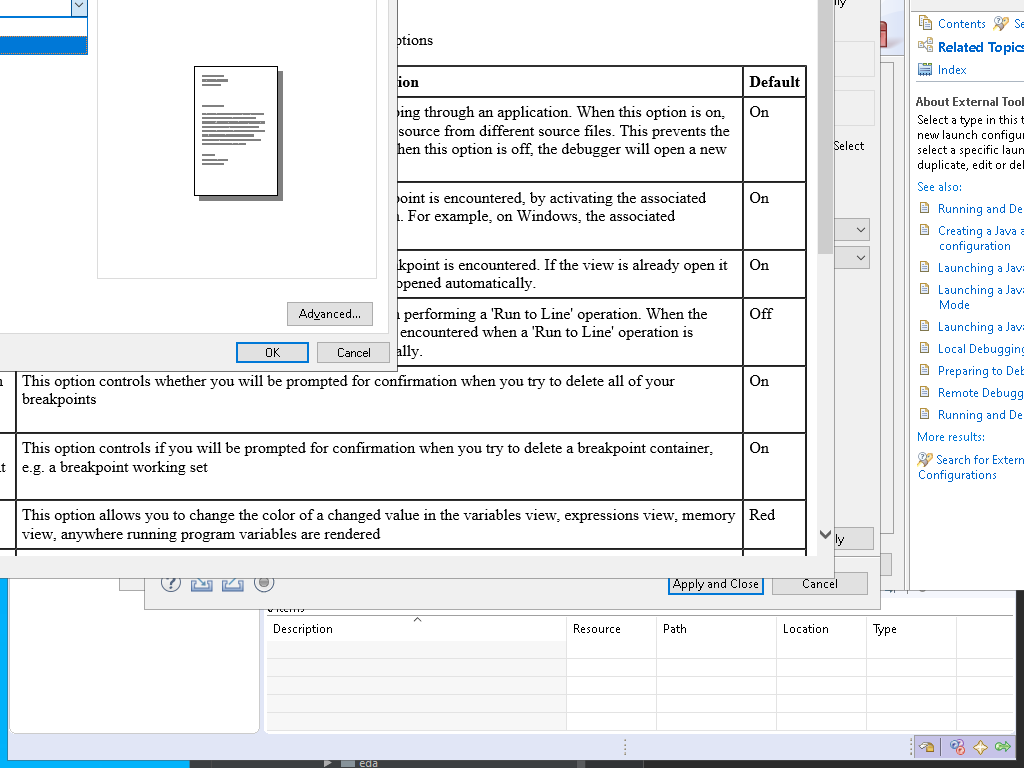 Contents
Related Topics
Index
About External Tool
Select a type in this t
new launch configur
select a specific laun
duplicate, edit or del
See also:
Running and De
Creating a Java a
configuration
Launching a Java
Launching a Java
Mode
Launching a Java
Local Debugging
Preparing to Deb
Remote Debugg
Running and De
More results:
Search for Extern
Configurations
Select
Advanced...
OK
Cancel
ptions
ion
Default
ping through an application. When this option is on,
source from different source files. This prevents the
hen this option is off, the debugger will open a new
On
point is encountered, by activating the associated
. For example, on Windows, the associated
On
kpoint is encountered. If the view is already open it
opened automatically.
On
n performing a 'Run to Line' operation. When the
encountered when a 'Run to Line' operation is
ally.
Off
This option controls whether you will be prompted for confirmation when you try to delete all of your
breakpoints
On
This option controls if you will be prompted for confirmation when you try to delete a breakpoint container,
e.g. a breakpoint working set
On
This option allows you to change the color of a changed value in the variables view, expressions view, memory
view, anywhere running program variables are rendered
Red
Apply and Close
Cancel
Description
Resource
Path
Location
Type
eda